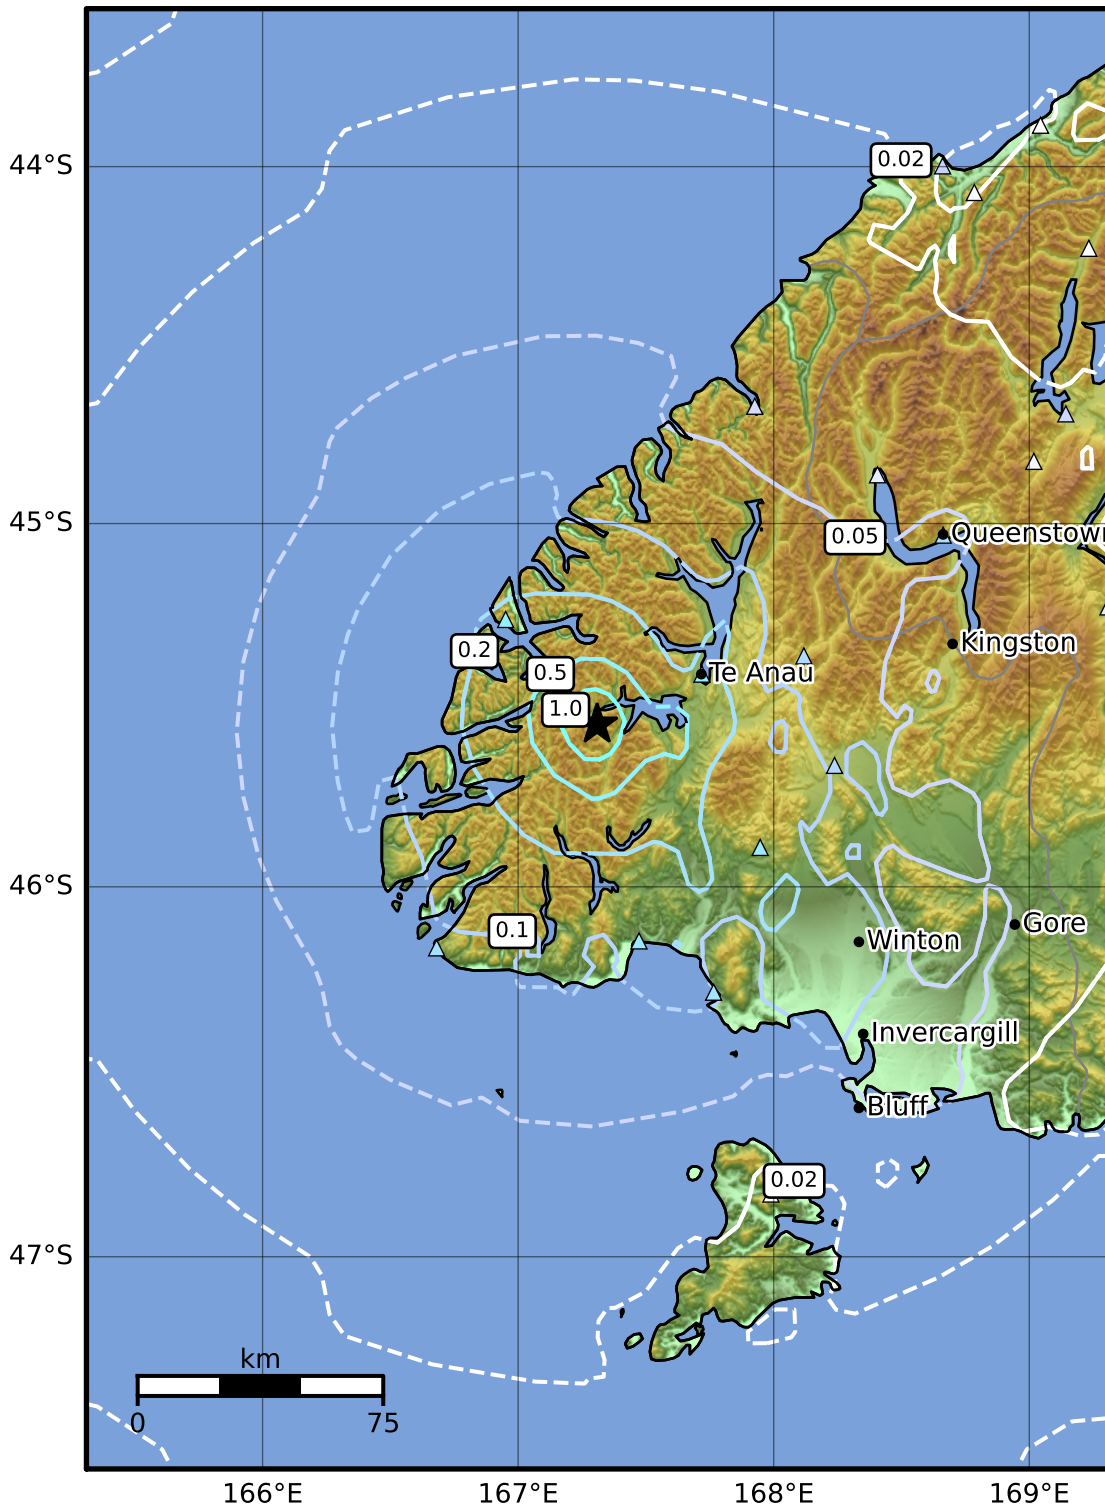 0.02
44°S
45°S
0.05
Queenstown
Kingston
0.2
0.5
Te Anau
1.0
46°S
0.1
Gore
Winton
Invercargill
Bluff
0.02
47°S
km
0
75
166°E
167°E
168°E
169°E